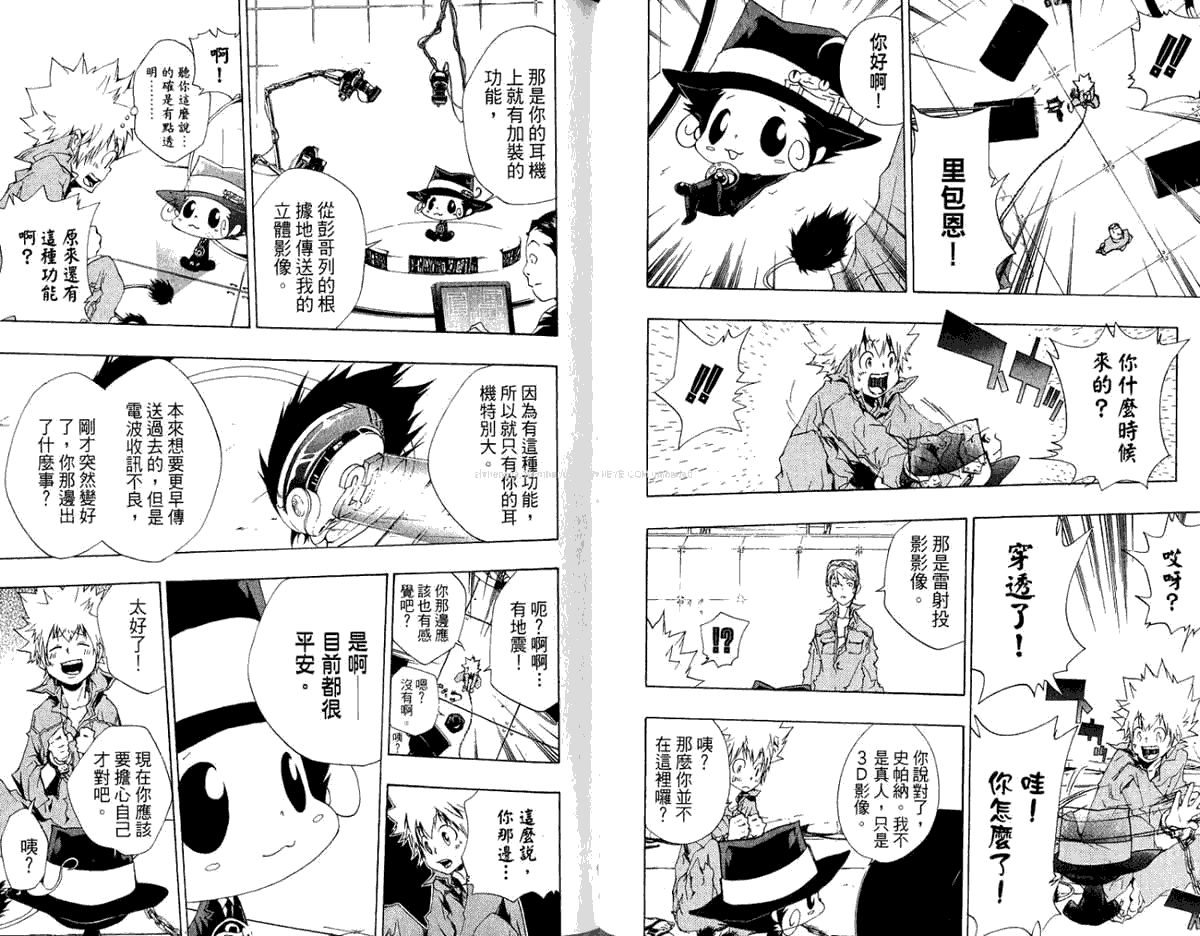 !!
里包恩！
你好啊！
你什麼時候
來的？
!!
哎呀？
穿透了！
哇！
你怎麼了！
那是雷射投
影影像。
!?
你說對了，
史帕納。我不
是真人，只是
3D影像。
咦？
那麼你並不
在這裡囉？
那是你的耳機
上就有加裝的
功能，
從彭哥列的根
據地傳送我的
立體影像。
啊！
聽你這麼說…
的確是有點透
明………
原來還有
這種功能
啊？
因為有這種功能，
所以就只有你的耳
機特別大。
本來想要更早傳
送過去的，但是
電波收訊不良，
剛才突然變好
了，你那邊出
了什麼事？
呃？啊啊…
有地震！
你那邊應
該也有感
覺吧？
嗯？
沒有啊。
咦？
這麼說，
你那邊…
是啊——
目前都很
平安。
太好了！
現在你應該
要擔心自己
才對吧。
咦？